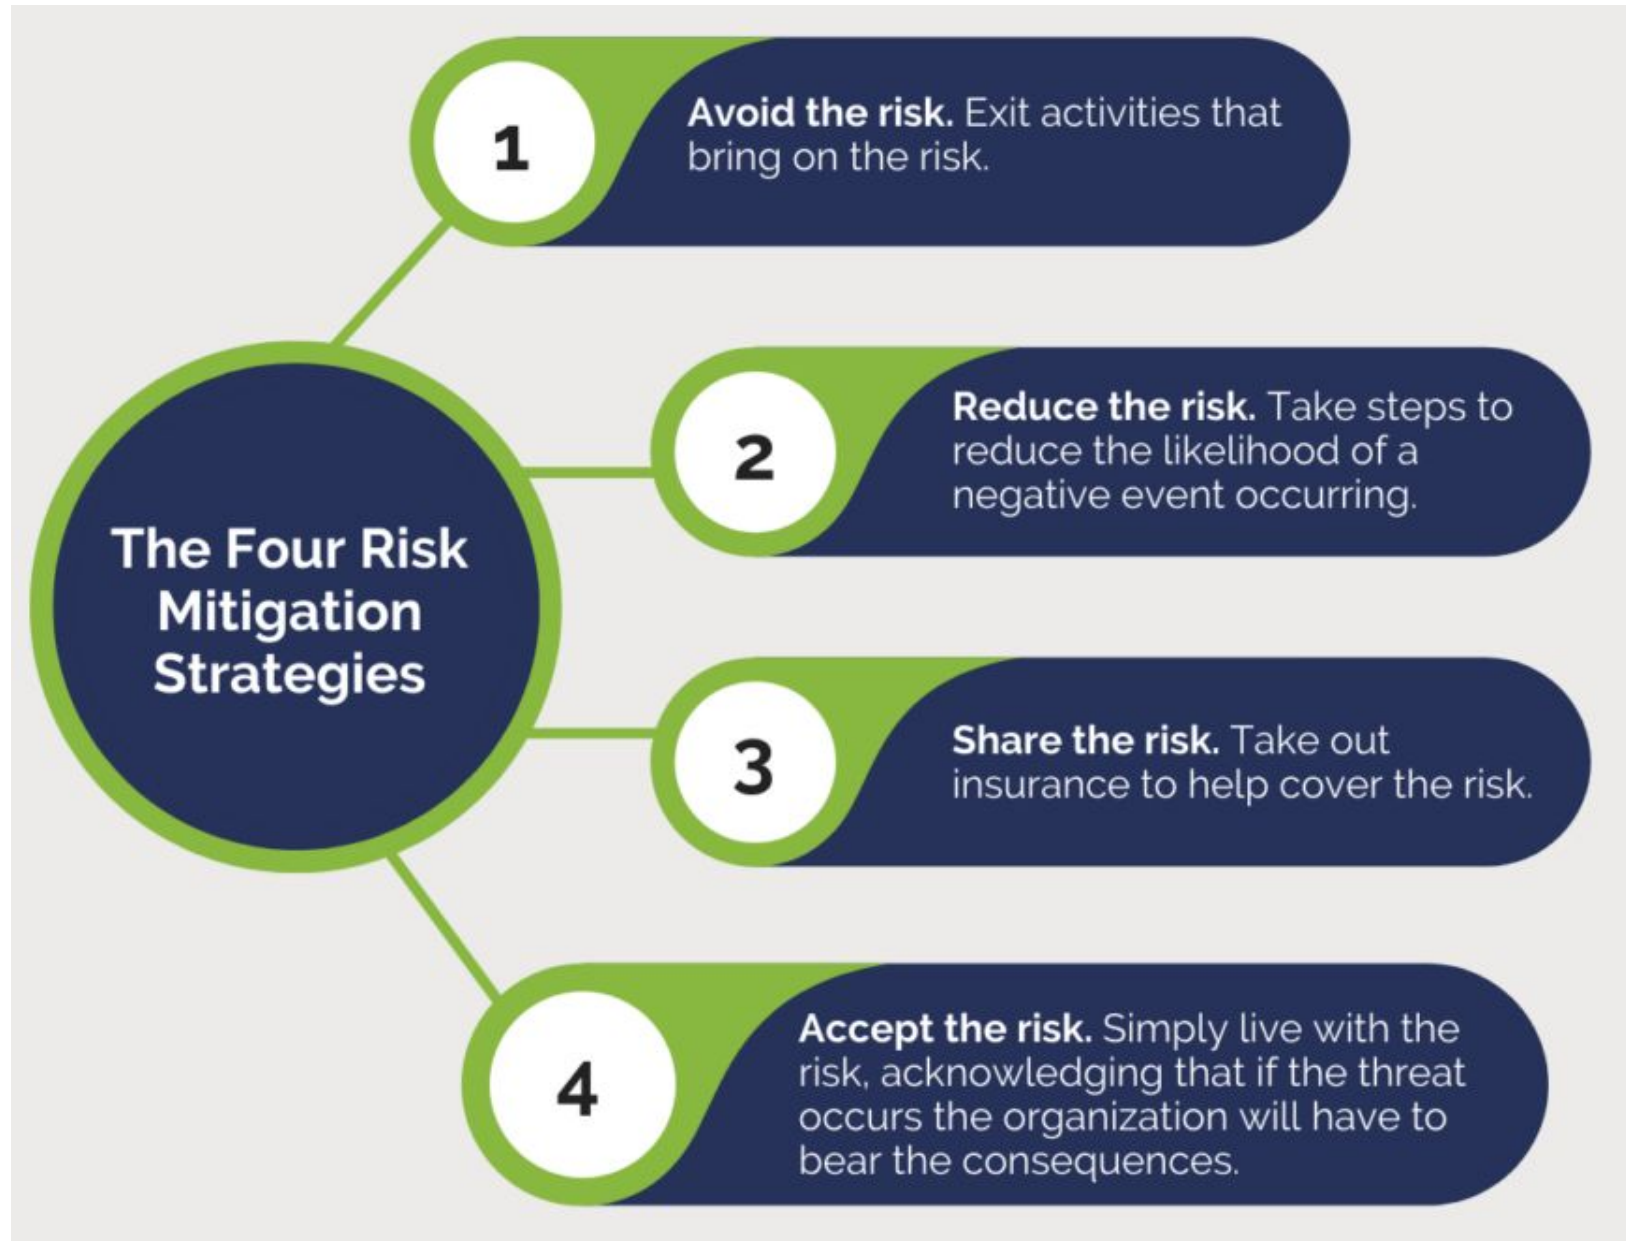 1
Avoid the risk. Exit activities that
bring on the risk.
2
Reduce the risk. Take steps to
reduce the likelihood of a
negative event occurring.
The Four Risk
Mitigation
Strategies
3
Share the risk. Take out
insurance to help cover the risk.
4
Accept the risk. Simply live with the
risk, acknowledging that if the threat
occurs the organization will have to
bear the consequences.